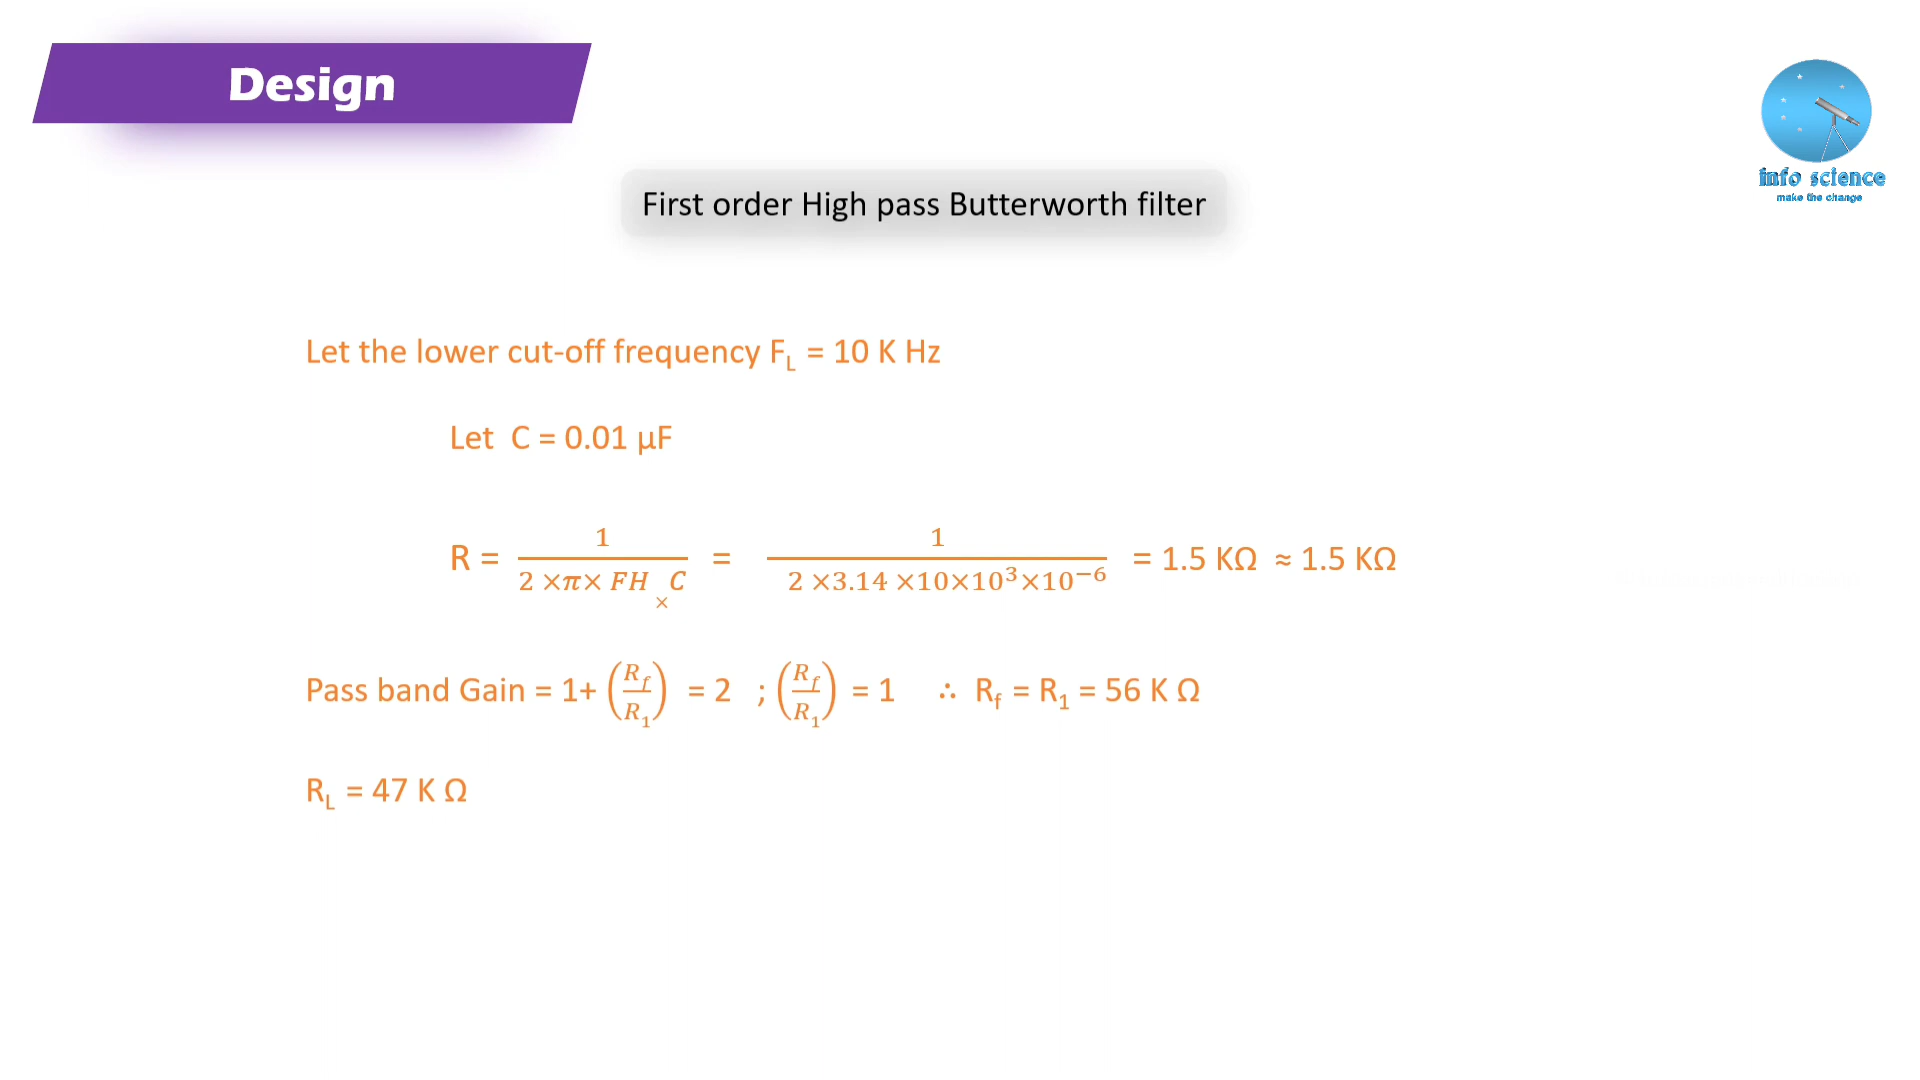 Design
info science
make the change
First order High pass Butterworth filter
Let the lower cut-off frequency F_L = 10 K Hz
Let C = 0.01 μF
R = 1 / (2 ×π× FH × C) = 1 / (2 ×3.14 ×10×10³×10⁻⁶) = 1.5 KΩ ≈ 1.5 KΩ
Pass band Gain = 1+ (R_f/R_1) = 2 ; (R_f/R_1) = 1 ∴ R_f = R_1 = 56 K Ω
R_L = 47 K Ω